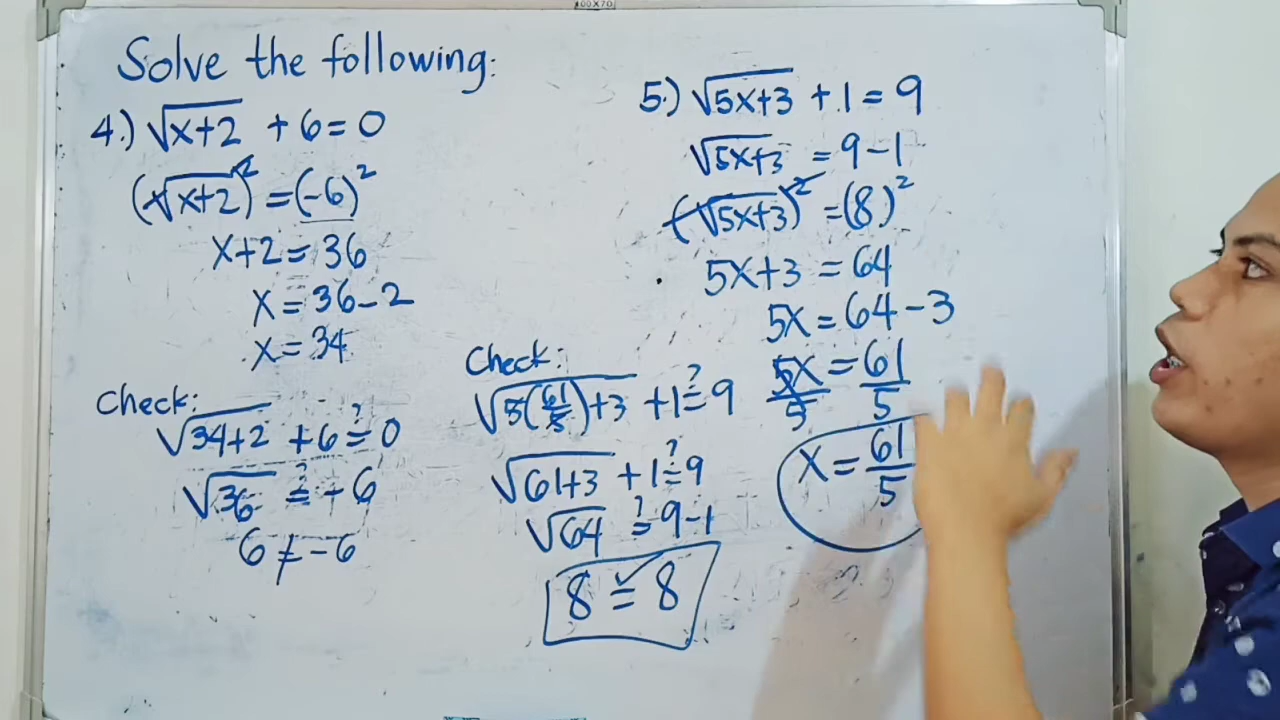 100X70
Solve the following:
4.) √(x+2) + 6 = 0
(√(x+2))² = (-6)²
x+2 = 36
x = 36 - 2
x = 34
Check:
√(34+2) + 6 ?= 0
√36 ?= - 6
6 ≠ -6
5.) √(5x+3) + 1 = 9
√(5x+3) = 9 - 1
(√(5x+3))² = (8)²
5x+3 = 64
5x = 64 - 3
5x/5 = 61/5
x = 61/5
Check:
√(5(61/5)+3) + 1 ?= 9
√(61+3) + 1 ?= 9
√64 ?= 9-1
8 = 8 ✓